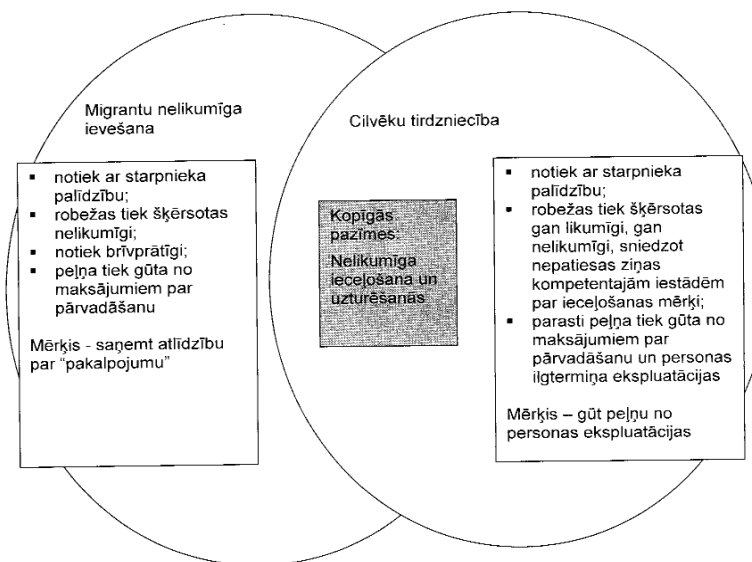 Migrantu nelikumīga
ievešana
▪ notiek ar starpnieka
palīdzību;
▪ robežas tiek šķērsotas
nelikumīgi;
▪ notiek brīvprātīgi;
▪ peļņa tiek gūta no
maksājumiem par
pārvadāšanu
Mērķis - saņemt atlīdzību
par “pakalpojumu”
Cilvēku tirdzniecība
Kopīgās
pazīmes:
Nelikumīga
ieceļošana un
uzturēšanās
▪ notiek ar starpnieka
palīdzību;
▪ robežas tiek šķērsotas
gan likumīgi, gan
nelikumīgi, sniedzot
nepatiesas ziņas
kompetentajām iestādēm
par ieceļošanas mērķi;
▪ parasti peļņa tiek gūta no
maksājumiem par
pārvadāšanu un personas
ilgtermiņa ekspluatācijas
Mērķis – gūt peļņu no
personas ekspluatācijas